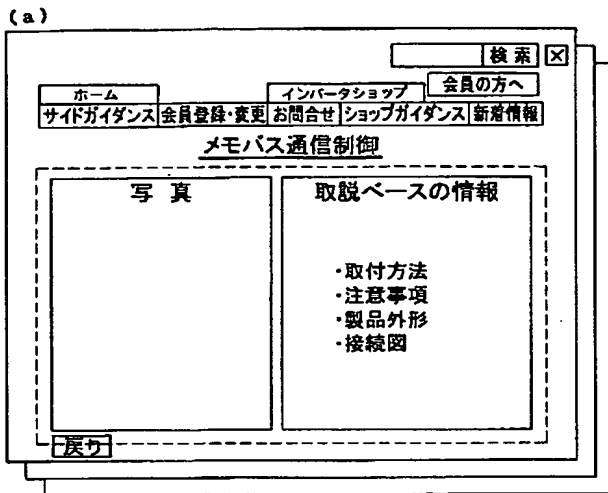 (a)
検索 ☒
ホーム インバータショップ 会員の方へ
サイドガイダンス 会員登録・変更 お問合せ ショップガイダンス 新着情報
メモバス通信制御
写真 取説ベースの情報
・取付方法
・注意事項
・製品外形
・接続図
戻り